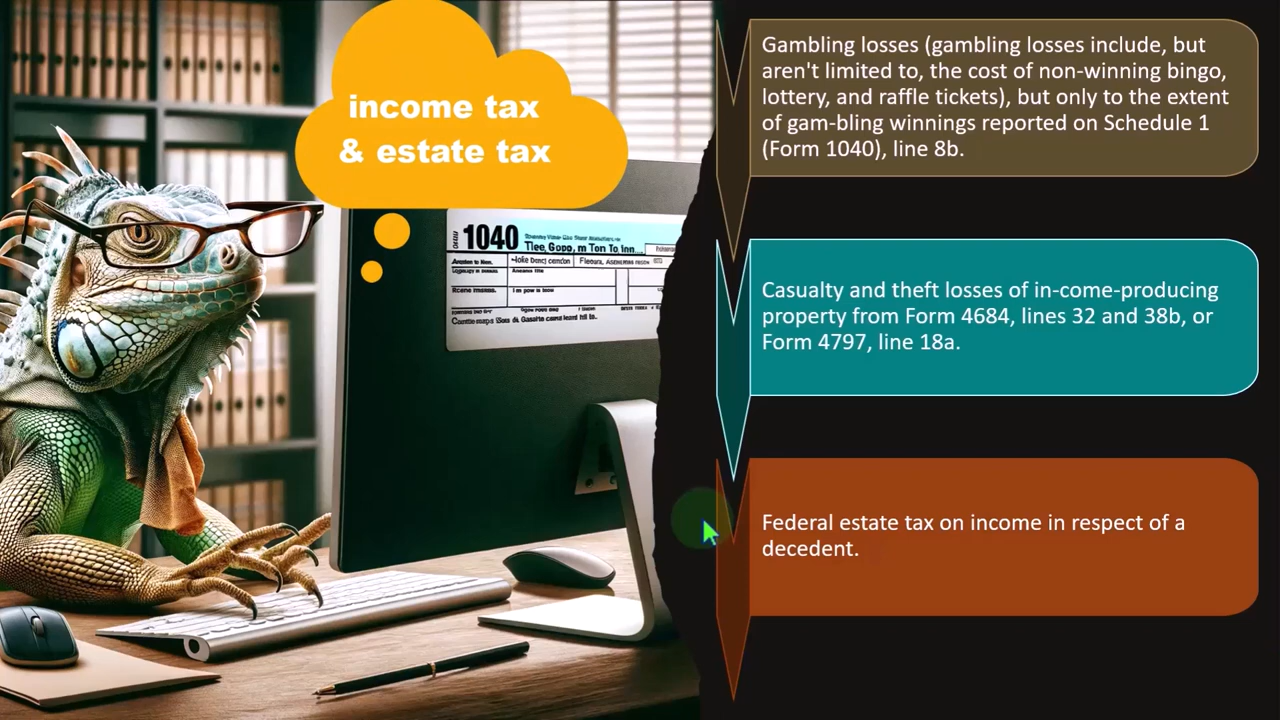 income tax
& estate tax
1040
Gambling losses (gambling losses include, but
aren't limited to, the cost of non-winning bingo,
lottery, and raffle tickets), but only to the extent
of gam-bling winnings reported on Schedule 1
(Form 1040), line 8b.
Casualty and theft losses of in-come-producing
property from Form 4684, lines 32 and 38b, or
Form 4797, line 18a.
Federal estate tax on income in respect of a
decedent.